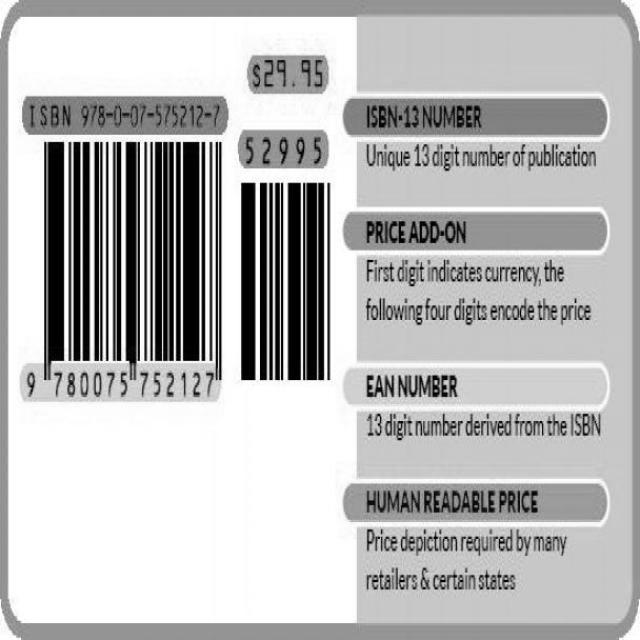 $29.95
ISBN 978-0-07-575212-7
52995
9 780075 752127
ISBN-13 NUMBER
Unique 13 digit number of publication
PRICE ADD-ON
First digit indicates currency, the
following four digits encode the price
EAN NUMBER
13 digit number derived from the ISBN
HUMAN READABLE PRICE
Price depiction required by many
retailers & certain states